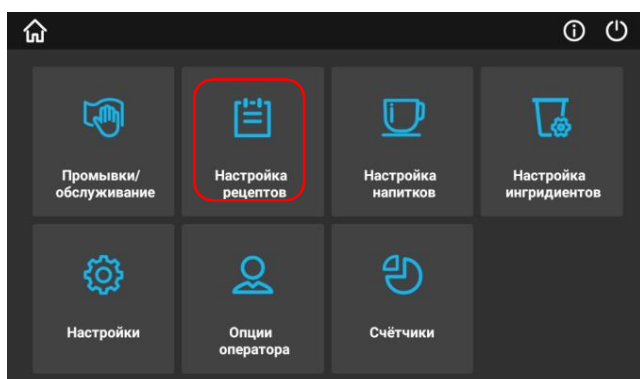 Промывки/
обслуживание
Настройка
рецептов
Настройка
напитков
Настройка
ингридиентов
Настройки
Опции
оператора
Счётчики